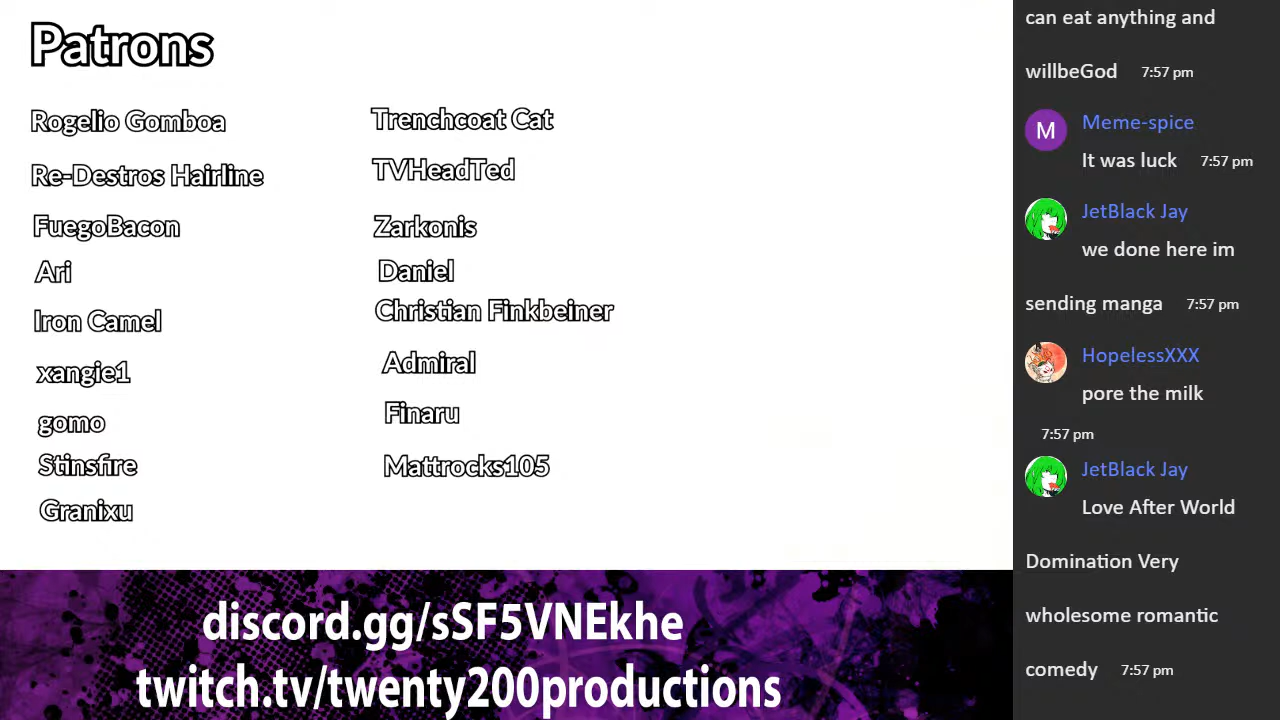 Patrons
Rogelio Gomboa
Re-Destros Hairline
FuegoBacon
Ari
Iron Camel
xangie1
gomo
Stinsfire
Granixu
Trenchcoat Cat
TVHeadTed
Zarkonis
Daniel
Christian Finkbeiner
Admiral
Finaru
Mattrocks105
discord.gg/sSF5VNEkhe
twitch.tv/twenty200productions
can eat anything and
willbeGod 7:57 pm
M
Meme-spice
It was luck 7:57 pm
JetBlack Jay
we done here im
sending manga 7:57 pm
HopelessXXX
pore the milk
7:57 pm
JetBlack Jay
Love After World
Domination Very
wholesome romantic
comedy 7:57 pm